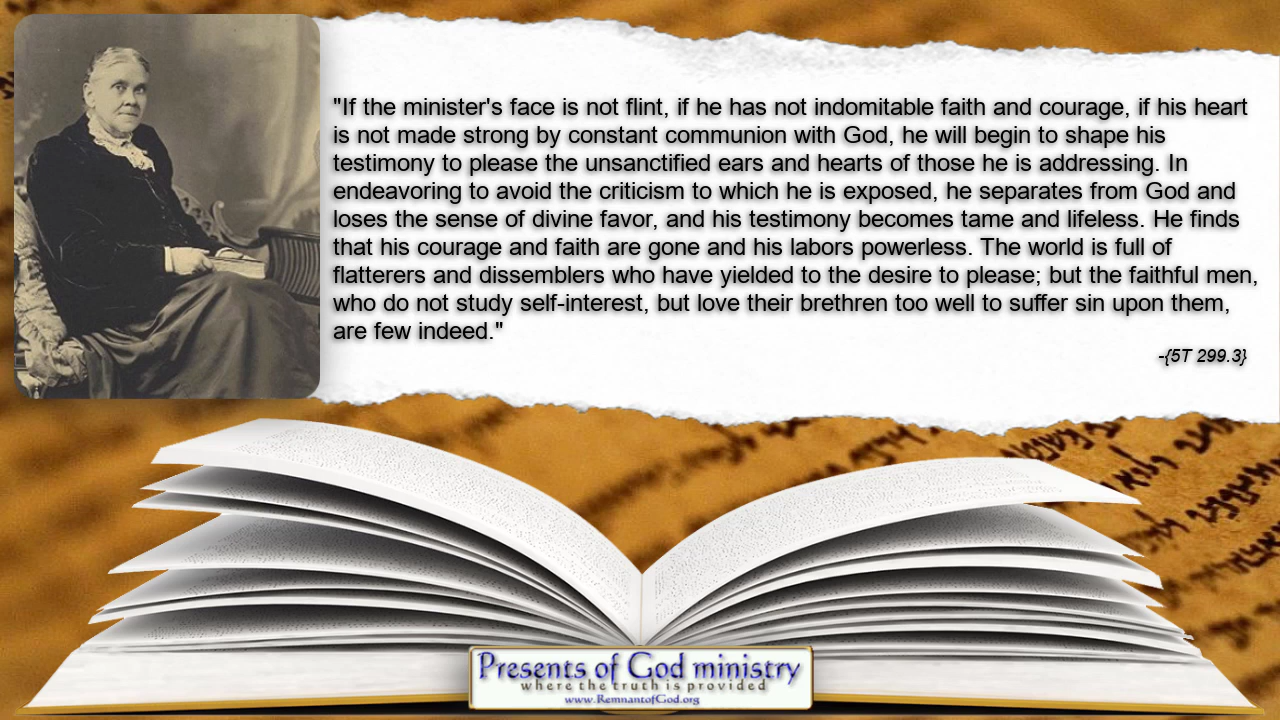 "If the minister's face is not flint, if he has not indomitable faith and courage, if his heart
is not made strong by constant communion with God, he will begin to shape his
testimony to please the unsanctified ears and hearts of those he is addressing. In
endeavoring to avoid the criticism to which he is exposed, he separates from God and
loses the sense of divine favor, and his testimony becomes tame and lifeless. He finds
that his courage and faith are gone and his labors powerless. The world is full of
flatterers and dissemblers who have yielded to the desire to please; but the faithful men,
who do not study self-interest, but love their brethren too well to suffer sin upon them,
are few indeed."
-{5T 299.3}
Presents of God ministry
where the truth is provided
www.RemnantofGod.org